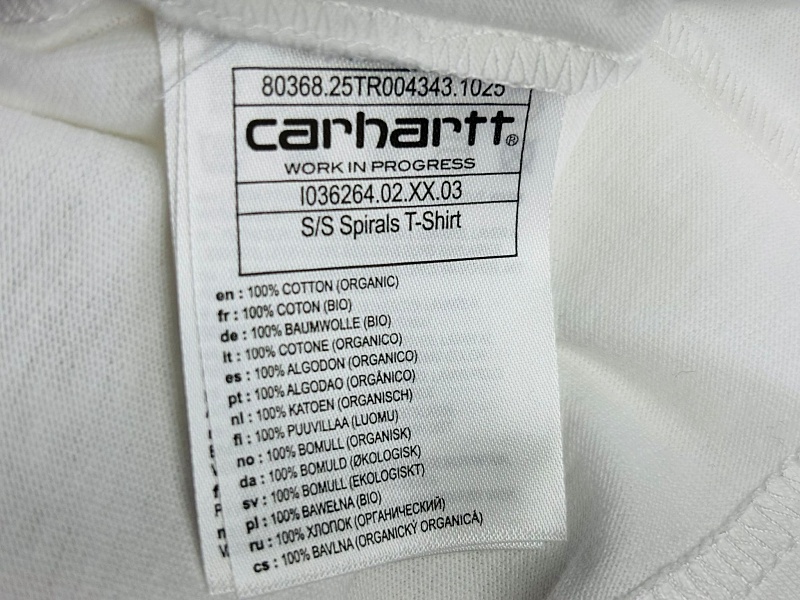 80368.25TR004343.1025
carhartt®
WORK IN PROGRESS
I036264.02.XX.03
S/S Spirals T-Shirt
en : 100% COTTON (ORGANIC)
fr : 100% COTON (BIO)
de : 100% BAUMWOLLE (BIO)
it : 100% COTONE (ORGANICO)
es : 100% ALGODON (ORGANICO)
pt : 100% ALGODAO (ORGÂNICO)
nl : 100% KATOEN (ORGANISCH)
fi : 100% PUUVILLAA (LUOMU)
no : 100% BOMULL (ORGANISK)
da : 100% BOMULD (ØKOLOGISK)
sv : 100% BOMULL (EKOLOGISKT)
pl : 100% BAWEŁNA (BIO)
ru : 100% ХЛОПОК (ОРГАНИЧЕСКИЙ)
cs : 100% BAVLNA (ORGANICKÝ ORGANICÁ)